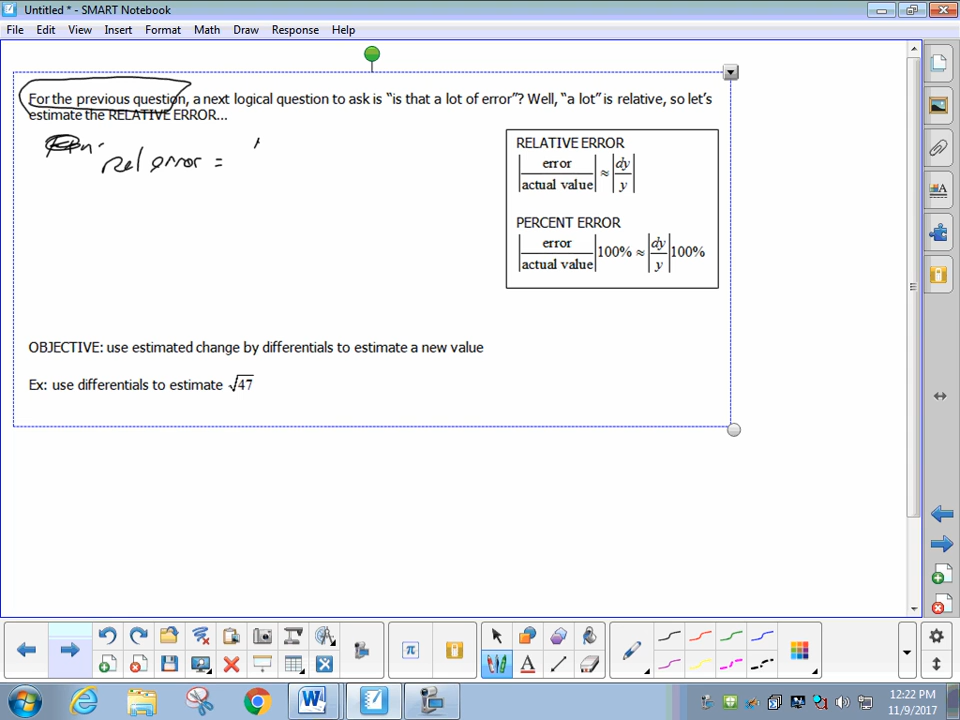 Untitled * - SMART Notebook
File Edit View Insert Format Math Draw Response Help
For the previous question, a next logical question to ask is “is that a lot of error”? Well, “a lot” is relative, so let’s
estimate the RELATIVE ERROR...
rel error =
RELATIVE ERROR
|error / actual value| ≈ |dy / y|
PERCENT ERROR
|error / actual value| 100% ≈ |dy / y| 100%
OBJECTIVE: use estimated change by differentials to estimate a new value
Ex: use differentials to estimate √47
π
A
W
12:22 PM
11/9/2017